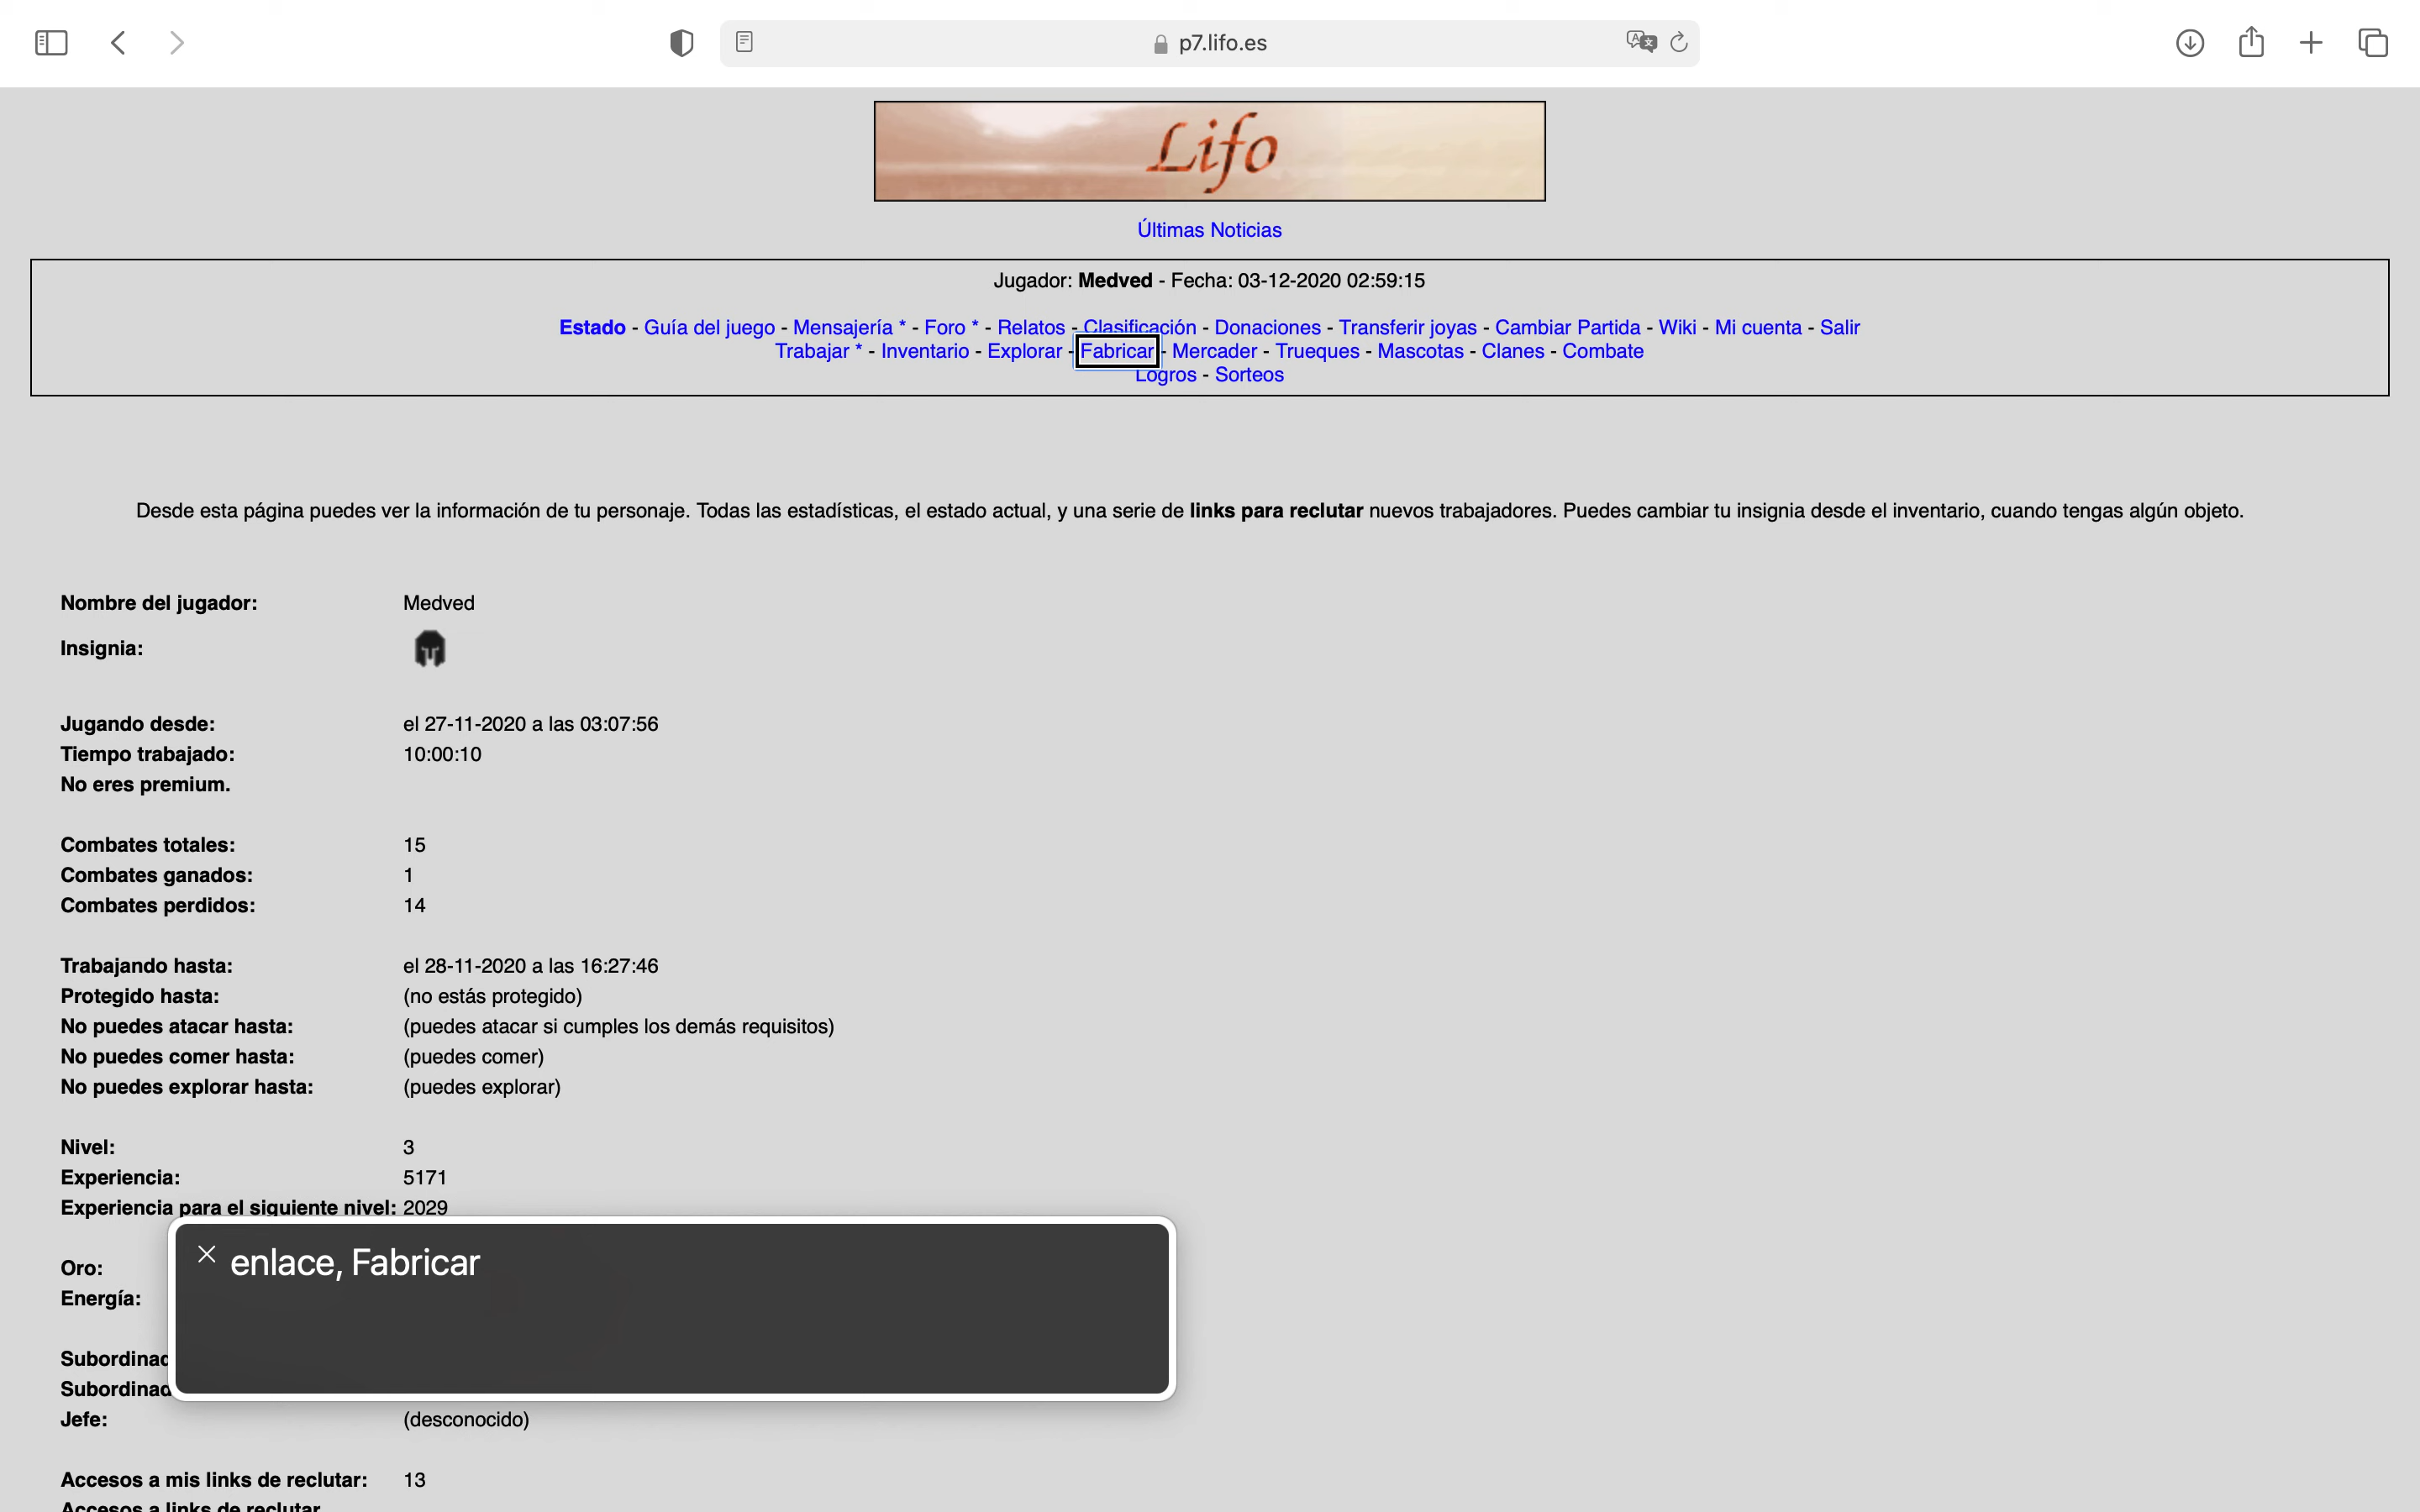 p7.lifo.es
Lifo
Últimas Noticias
Jugador: Medved - Fecha: 03-12-2020 02:59:15
Estado - Guía del juego - Mensajería * - Foro * - Relatos - Clasificación - Donaciones - Transferir joyas - Cambiar Partida - Wiki - Mi cuenta - Salir
Trabajar * - Inventario - Explorar - Fabricar - Mercader - Trueques - Mascotas - Clanes - Combate
Logros - Sorteos
Desde esta página puedes ver la información de tu personaje. Todas las estadísticas, el estado actual, y una serie de links para reclutar nuevos trabajadores. Puedes cambiar tu insignia desde el inventario, cuando tengas algún objeto.
Nombre del jugador: Medved
Insignia:
Jugando desde: el 27-11-2020 a las 03:07:56
Tiempo trabajado: 10:00:10
No eres premium.
Combates totales: 15
Combates ganados: 1
Combates perdidos: 14
Trabajando hasta: el 28-11-2020 a las 16:27:46
Protegido hasta: (no estás protegido)
No puedes atacar hasta: (puedes atacar si cumples los demás requisitos)
No puedes comer hasta: (puedes comer)
No puedes explorar hasta: (puedes explorar)
Nivel: 3
Experiencia: 5171
Experiencia para el siguiente nivel: 2029
enlace, Fabricar
Oro:
Energía:
Jefe: (desconocido)
Accesos a mis links de reclutar: 13
Accesos a links de reclutar